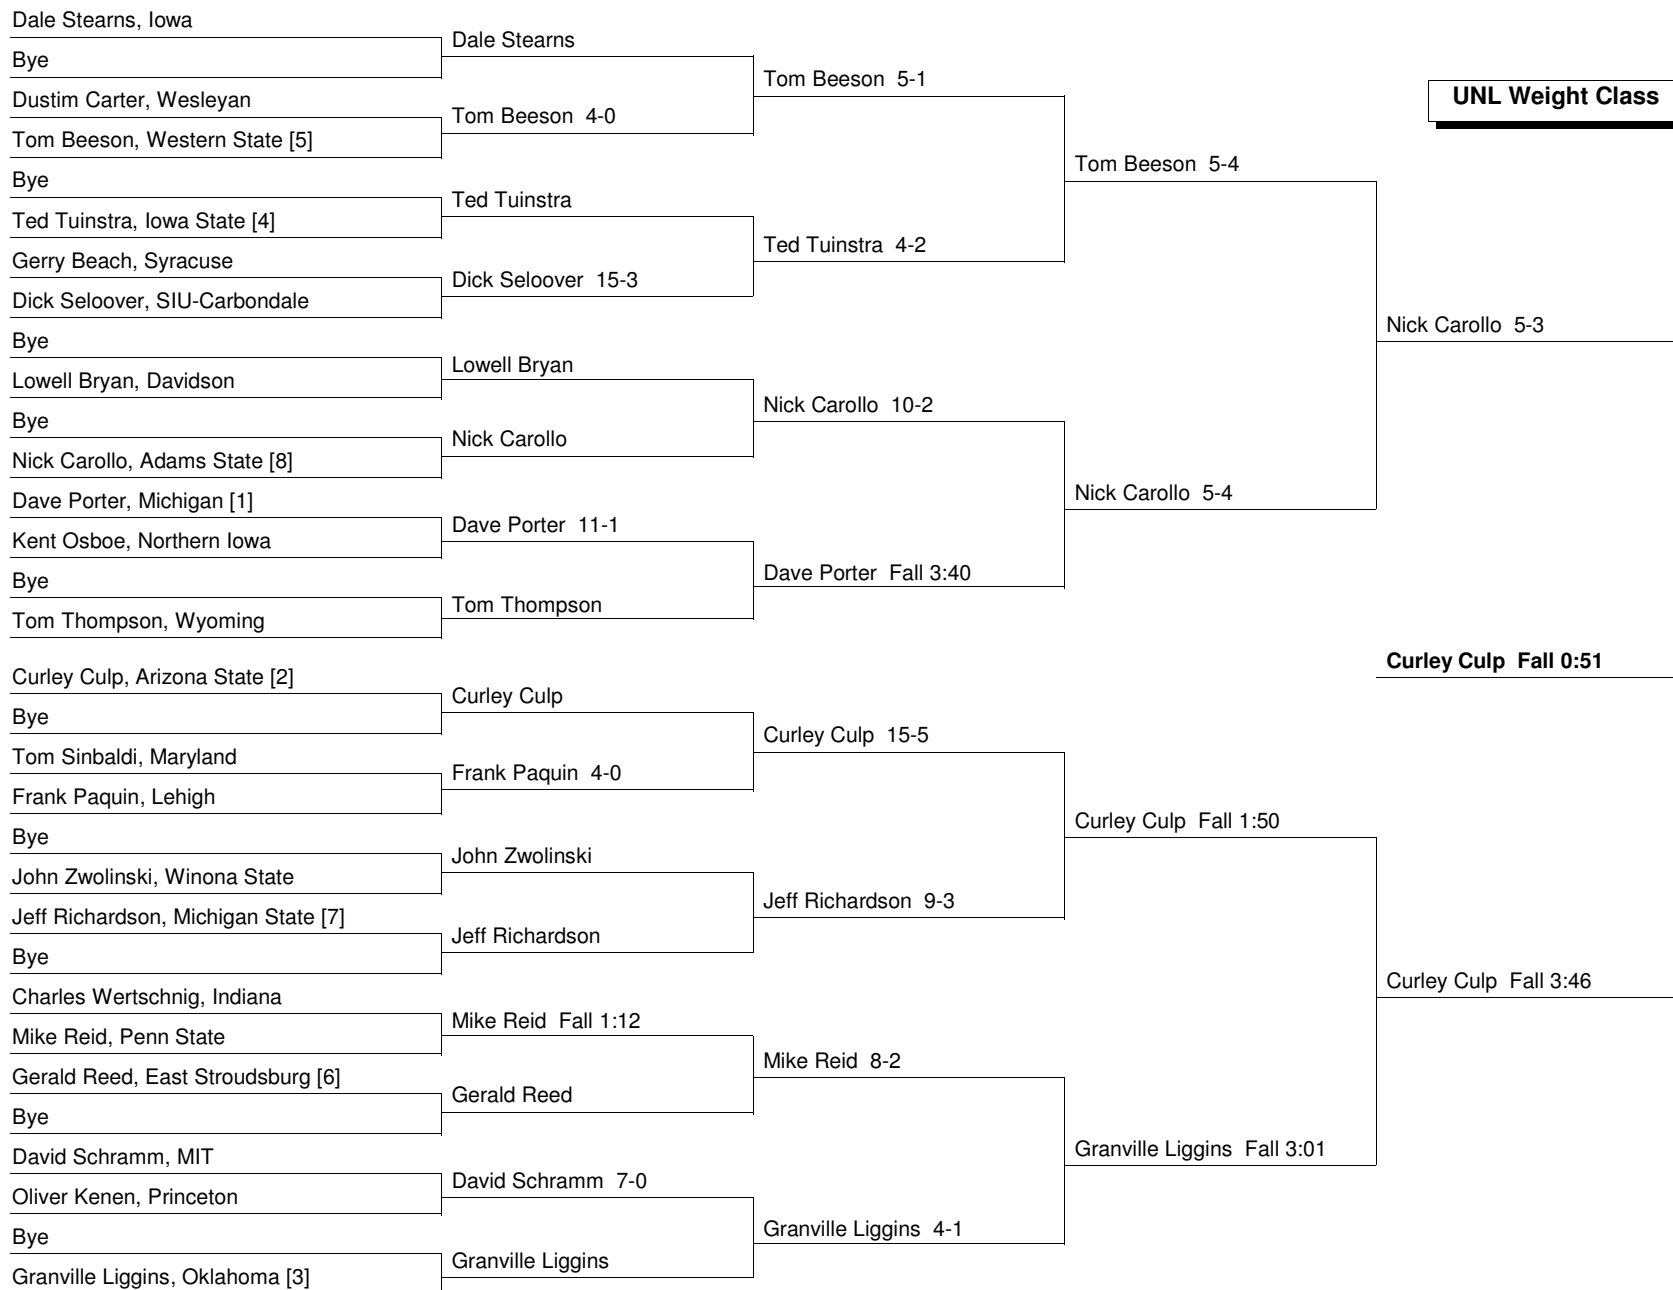 Dale Stearns, Iowa
Bye
Dustim Carter, Wesleyan
Tom Beeson, Western State [5]
Bye
Ted Tuinstra, Iowa State [4]
Gerry Beach, Syracuse
Dick Seloover, SIU-Carbondale
Bye
Lowell Bryan, Davidson
Bye
Nick Carollo, Adams State [8]
Dave Porter, Michigan [1]
Kent Osboe, Northern Iowa
Bye
Tom Thompson, Wyoming
Curley Culp, Arizona State [2]
Bye
Tom Sinbaldi, Maryland
Frank Paquin, Lehigh
Bye
John Zwolinski, Winona State
Jeff Richardson, Michigan State [7]
Bye
Charles Wertschnig, Indiana
Mike Reid, Penn State
Gerald Reed, East Stroudsburg [6]
Bye
David Schramm, MIT
Oliver Kenen, Princeton
Bye
Granville Liggins, Oklahoma [3]
Dale Stearns
Tom Beeson 4-0
Ted Tuinstra
Dick Seloover 15-3
Lowell Bryan
Nick Carollo
Dave Porter 11-1
Tom Thompson
Curley Culp
Frank Paquin 4-0
John Zwolinski
Jeff Richardson
Mike Reid Fall 1:12
Gerald Reed
David Schramm 7-0
Granville Liggins
Tom Beeson 5-1
Ted Tuinstra 4-2
Nick Carollo 10-2
Dave Porter Fall 3:40
Curley Culp 15-5
Jeff Richardson 9-3
Mike Reid 8-2
Granville Liggins 4-1
Tom Beeson 5-4
Nick Carollo 5-4
Curley Culp Fall 1:50
Granville Liggins Fall 3:01
UNL Weight Class
Nick Carollo 5-3
Curley Culp Fall 0:51
Curley Culp Fall 3:46